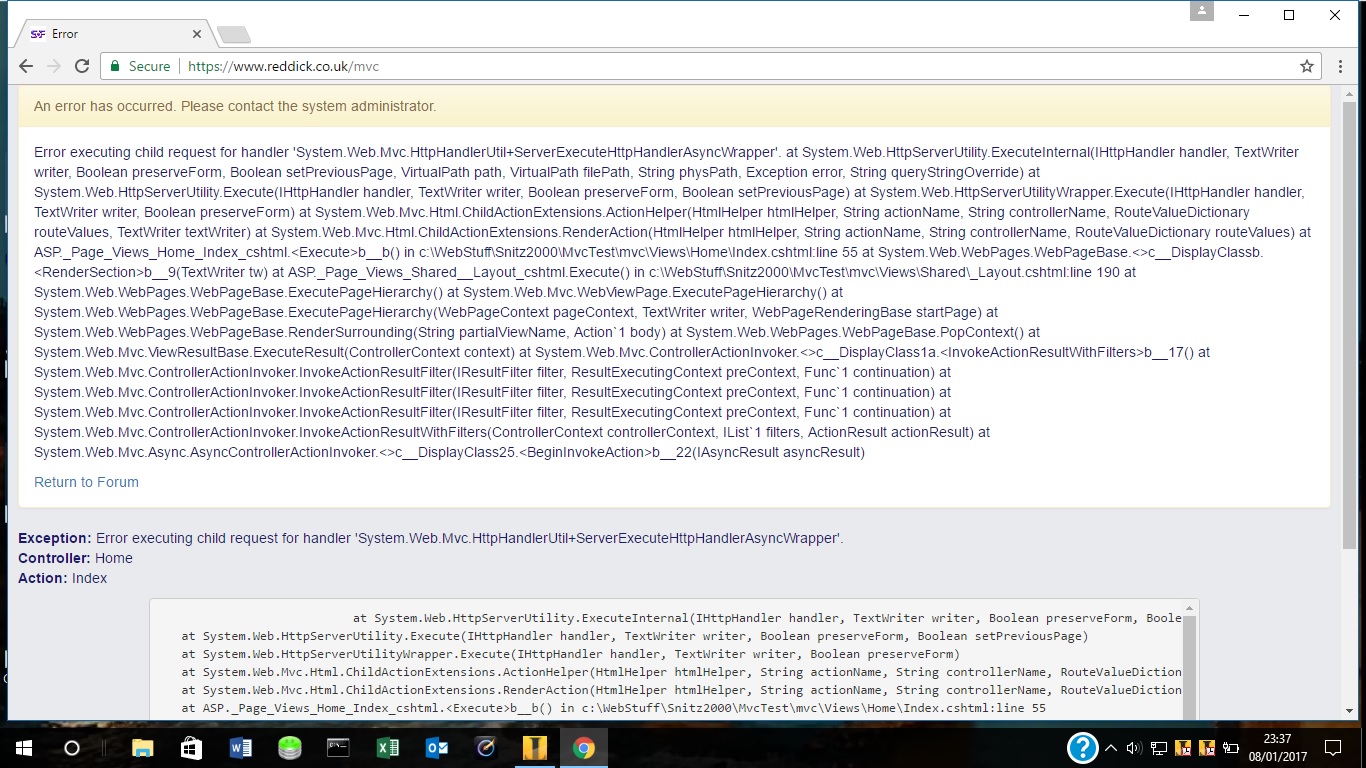 Error
Secure
https://www.reddick.co.uk/mvc
An error has occurred. Please contact the system administrator.
Error executing child request for handler 'System.Web.Mvc.HttpHandlerUtil+ServerExecuteHttpHandlerAsyncWrapper'. at System.Web.HttpServerUtility.ExecuteInternal(IHttpHandler handler, TextWriter
writer, Boolean preserveForm, Boolean setPreviousPage, VirtualPath path, VirtualPath filePath, String physPath, Exception error, String queryStringOverride) at
System.Web.HttpServerUtility.Execute(IHttpHandler handler, TextWriter writer, Boolean preserveForm, Boolean setPreviousPage) at System.Web.HttpServerUtilityWrapper.Execute(IHttpHandler handler,
TextWriter writer, Boolean preserveForm) at System.Web.Mvc.Html.ChildActionExtensions.ActionHelper(HtmlHelper htmlHelper, String actionName, String controllerName, RouteValueDictionary
routeValues, TextWriter textWriter) at System.Web.Mvc.Html.ChildActionExtensions.RenderAction(HtmlHelper htmlHelper, String actionName, String controllerName, RouteValueDictionary routeValues) at
ASP._Page_Views_Home_Index_cshtml.<Execute>b__b() in c:\WebStuff\Snitz2000\MvcTest\mvc\Views\Home\Index.cshtml:line 55 at System.Web.WebPages.WebPageBase.<>c__DisplayClassb.
<RenderSection>b__9(TextWriter tw) at ASP._Page_Views_Shared__Layout_cshtml.Execute() in c:\WebStuff\Snitz2000\MvcTest\mvc\Views\Shared\_Layout.cshtml:line 190 at
System.Web.WebPages.WebPageBase.ExecutePageHierarchy() at System.Web.Mvc.WebViewPage.ExecutePageHierarchy() at
System.Web.WebPages.WebPageBase.ExecutePageHierarchy(WebPageContext pageContext, TextWriter writer, WebPageRenderingBase startPage) at
System.Web.WebPages.WebPageBase.RenderSurrounding(String partialViewName, Action`1 body) at System.Web.WebPages.WebPageBase.PopContext() at
System.Web.Mvc.ViewResultBase.ExecuteResult(ControllerContext context) at System.Web.Mvc.ControllerActionInvoker.<>c__DisplayClass1a.<InvokeActionResultWithFilters>b__17() at
System.Web.Mvc.ControllerActionInvoker.InvokeActionResultFilter(IResultFilter filter, ResultExecutingContext preContext, Func`1 continuation) at
System.Web.Mvc.ControllerActionInvoker.InvokeActionResultFilter(IResultFilter filter, ResultExecutingContext preContext, Func`1 continuation) at
System.Web.Mvc.ControllerActionInvoker.InvokeActionResultFilter(IResultFilter filter, ResultExecutingContext preContext, Func`1 continuation) at
System.Web.Mvc.ControllerActionInvoker.InvokeActionResultWithFilters(ControllerContext controllerContext, IList`1 filters, ActionResult actionResult) at
System.Web.Mvc.Async.AsyncControllerActionInvoker.<>c__DisplayClass25.<BeginInvokeAction>b__22(IAsyncResult asyncResult)
Return to Forum
Exception: Error executing child request for handler 'System.Web.Mvc.HttpHandlerUtil+ServerExecuteHttpHandlerAsyncWrapper'.
Controller: Home
Action: Index
at System.Web.HttpServerUtility.ExecuteInternal(IHttpHandler handler, TextWriter writer, Boolean preserveForm, Boole
at System.Web.HttpServerUtility.Execute(IHttpHandler handler, TextWriter writer, Boolean preserveForm, Boolean setPreviousPage)
at System.Web.HttpServerUtilityWrapper.Execute(IHttpHandler handler, TextWriter writer, Boolean preserveForm)
at System.Web.Mvc.Html.ChildActionExtensions.ActionHelper(HtmlHelper htmlHelper, String actionName, String controllerName, RouteValueDiction
at System.Web.Mvc.Html.ChildActionExtensions.RenderAction(HtmlHelper htmlHelper, String actionName, String controllerName, RouteValueDiction
at ASP._Page_Views_Home_Index_cshtml.<Execute>b__b() in c:\WebStuff\Snitz2000\MvcTest\mvc\Views\Home\Index.cshtml:line 55
23:37
08/01/2017